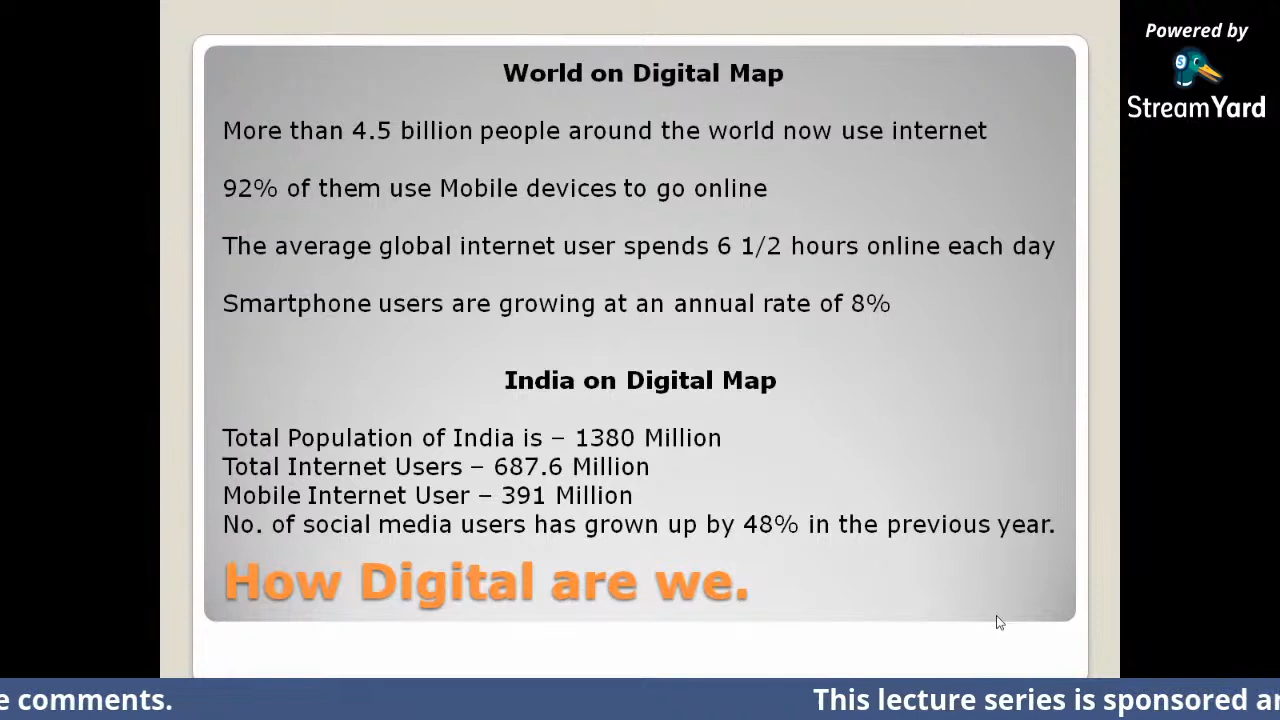 Powered by
StreamYard
World on Digital Map
More than 4.5 billion people around the world now use internet
92% of them use Mobile devices to go online
The average global internet user spends 6 1/2 hours online each day
Smartphone users are growing at an annual rate of 8%
India on Digital Map
Total Population of India is – 1380 Million
Total Internet Users – 687.6 Million
Mobile Internet User – 391 Million
No. of social media users has grown up by 48% in the previous year.
How Digital are we.
e comments.
This lecture series is sponsored ar